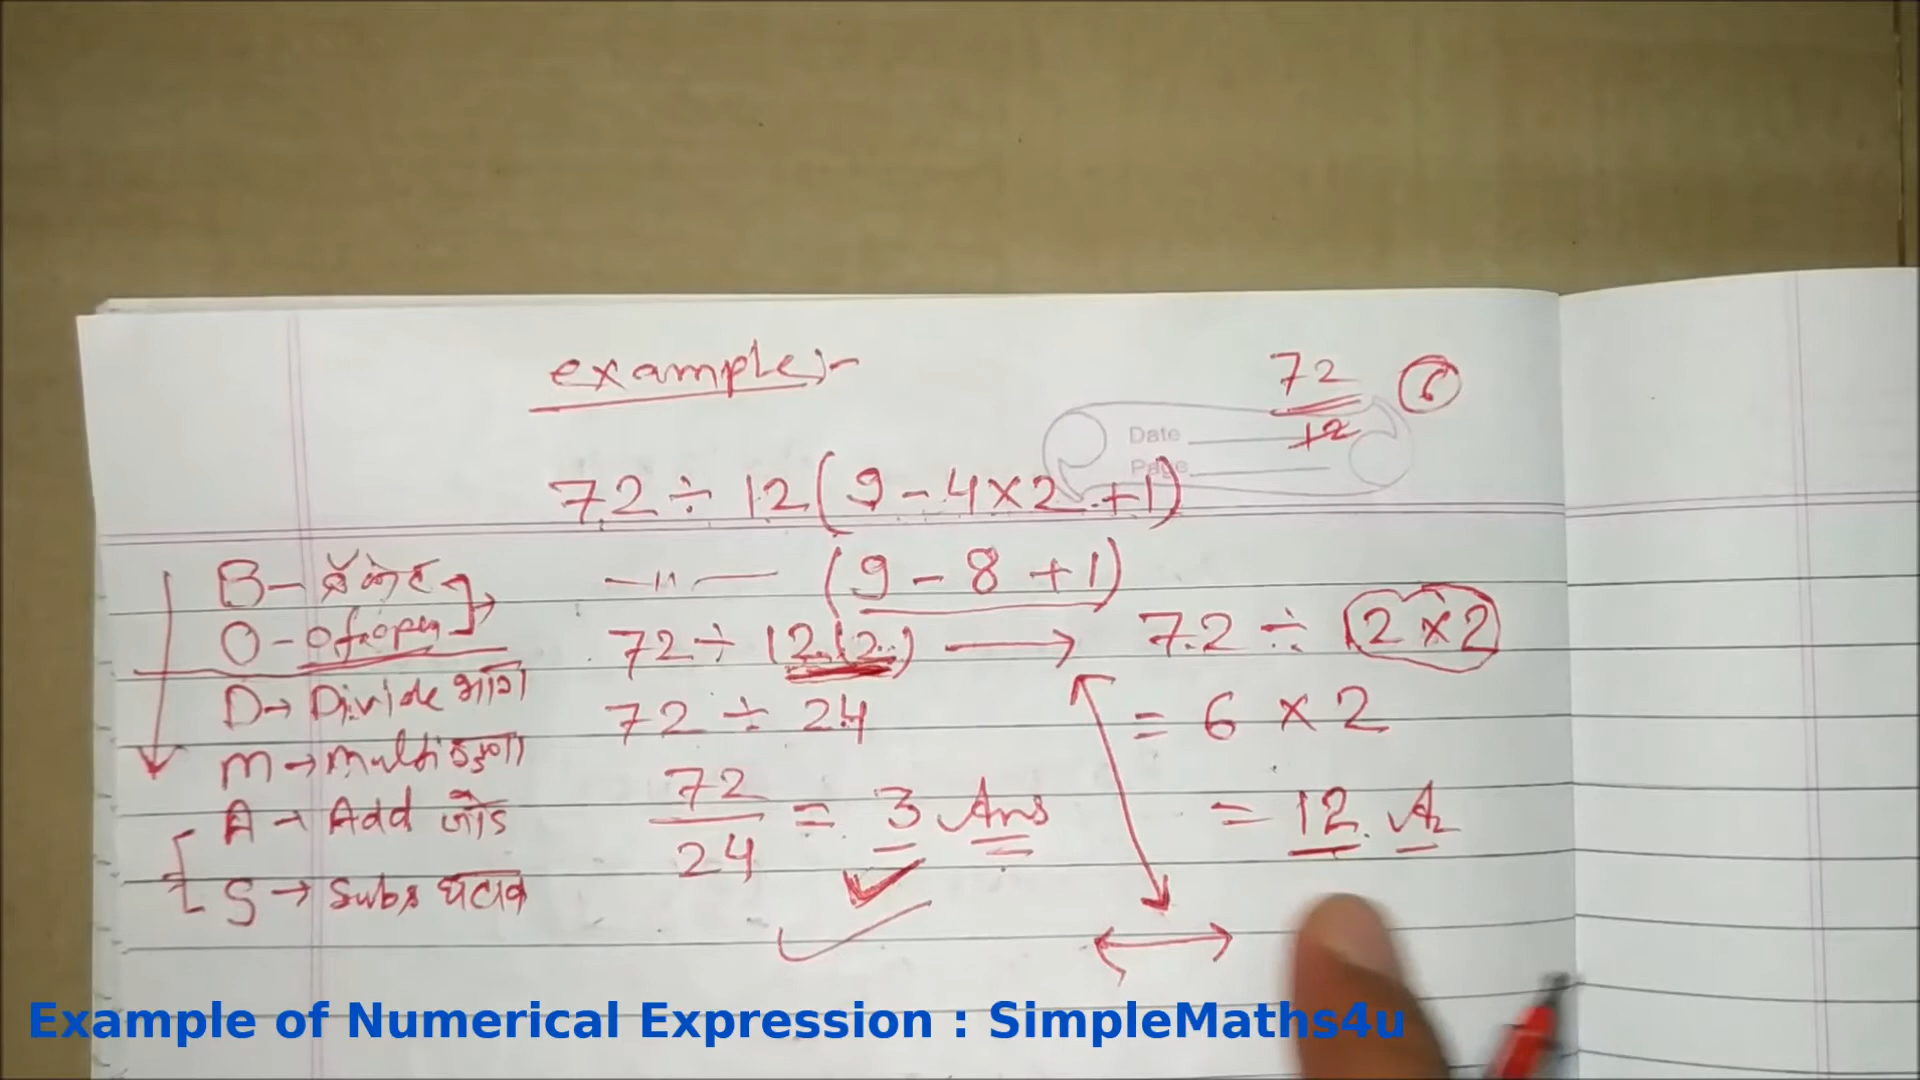 example:-
72
12
6
Date
Page
72 ÷ 12(9-4×2+1)
—〃— (9-8+1)
72 ÷ 12(2) → 72 ÷ 12×2
72 ÷ 24 = 6 × 2
72
24
= 3 Ans = 12 A
B- ब्रैकेट
O- of open
D→ Divide भाग
M→ Multi गुणा
A→ Add जोड
S→ Subs घटाव
Example of Numerical Expression : SimpleMaths4u